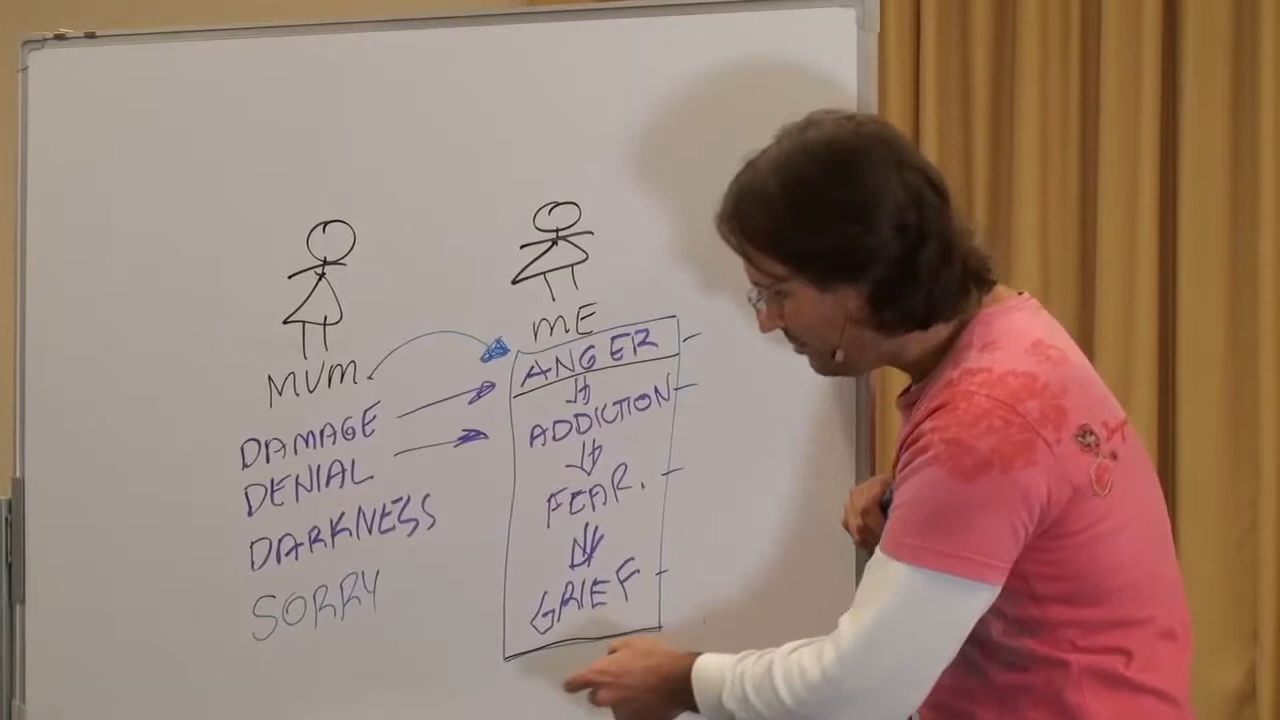 MUM
DAMAGE
DENIAL
DARKNESS
SORRY
ME
ANGER
ADDICTION
FEAR.
GRIEF